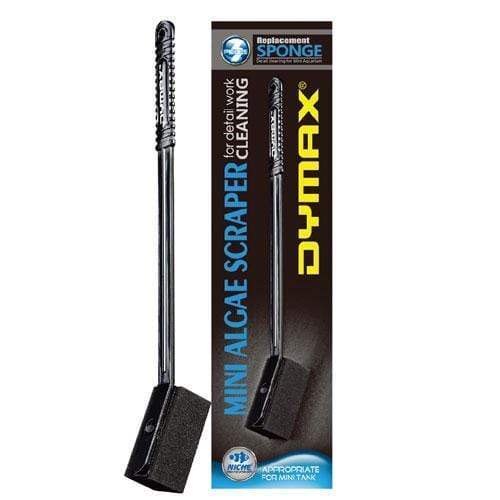 Replacement
SPONGE
Detail cleaning for Mini Aquarium
MINI ALGAE SCRAPER
for detail work
CLEANING
DYMAX®
DYMAX
NICHE
APPROPRIATE
FOR MINI TANK